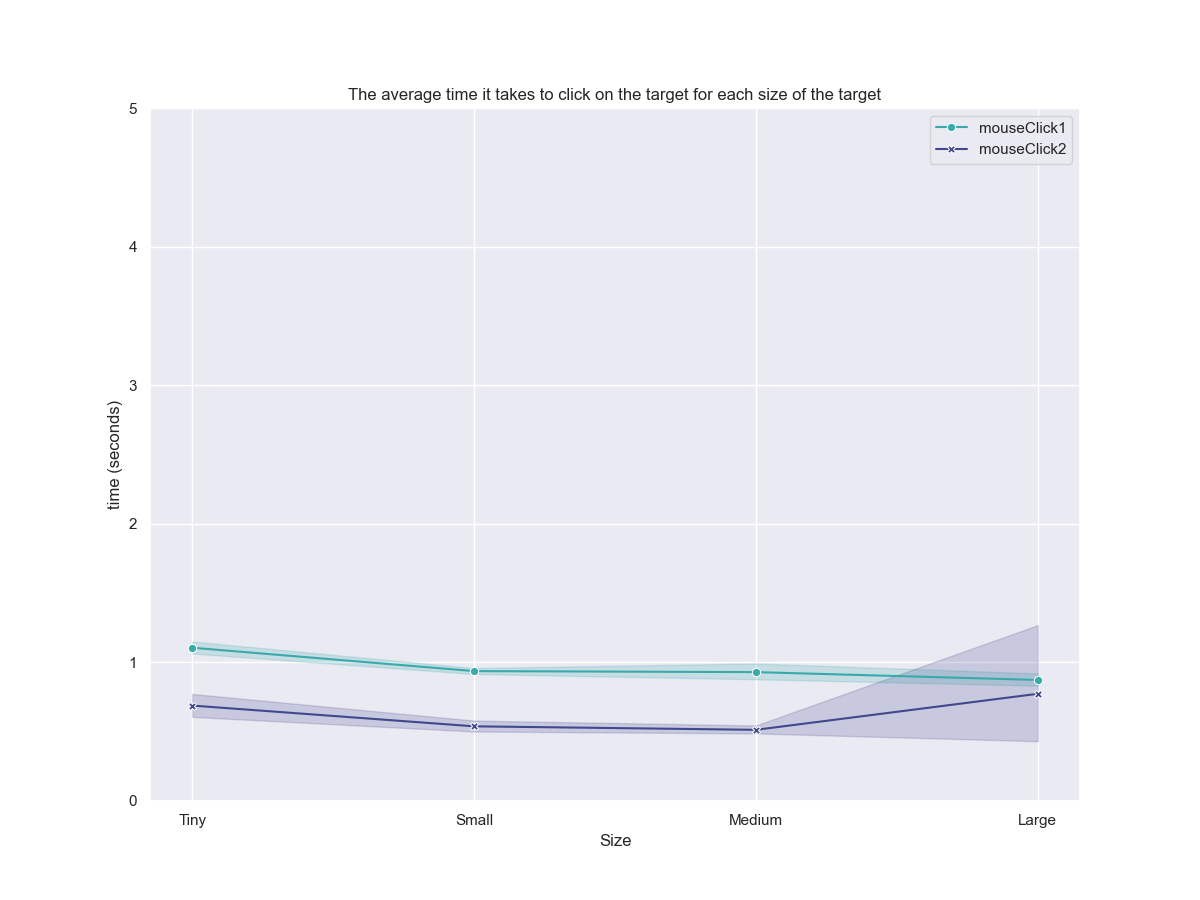 The average time it takes to click on the target for each size of the target
5
mouseClick1
mouseClick2
4
3
time (seconds)
2
1
0
Tiny Small Medium Large
Size